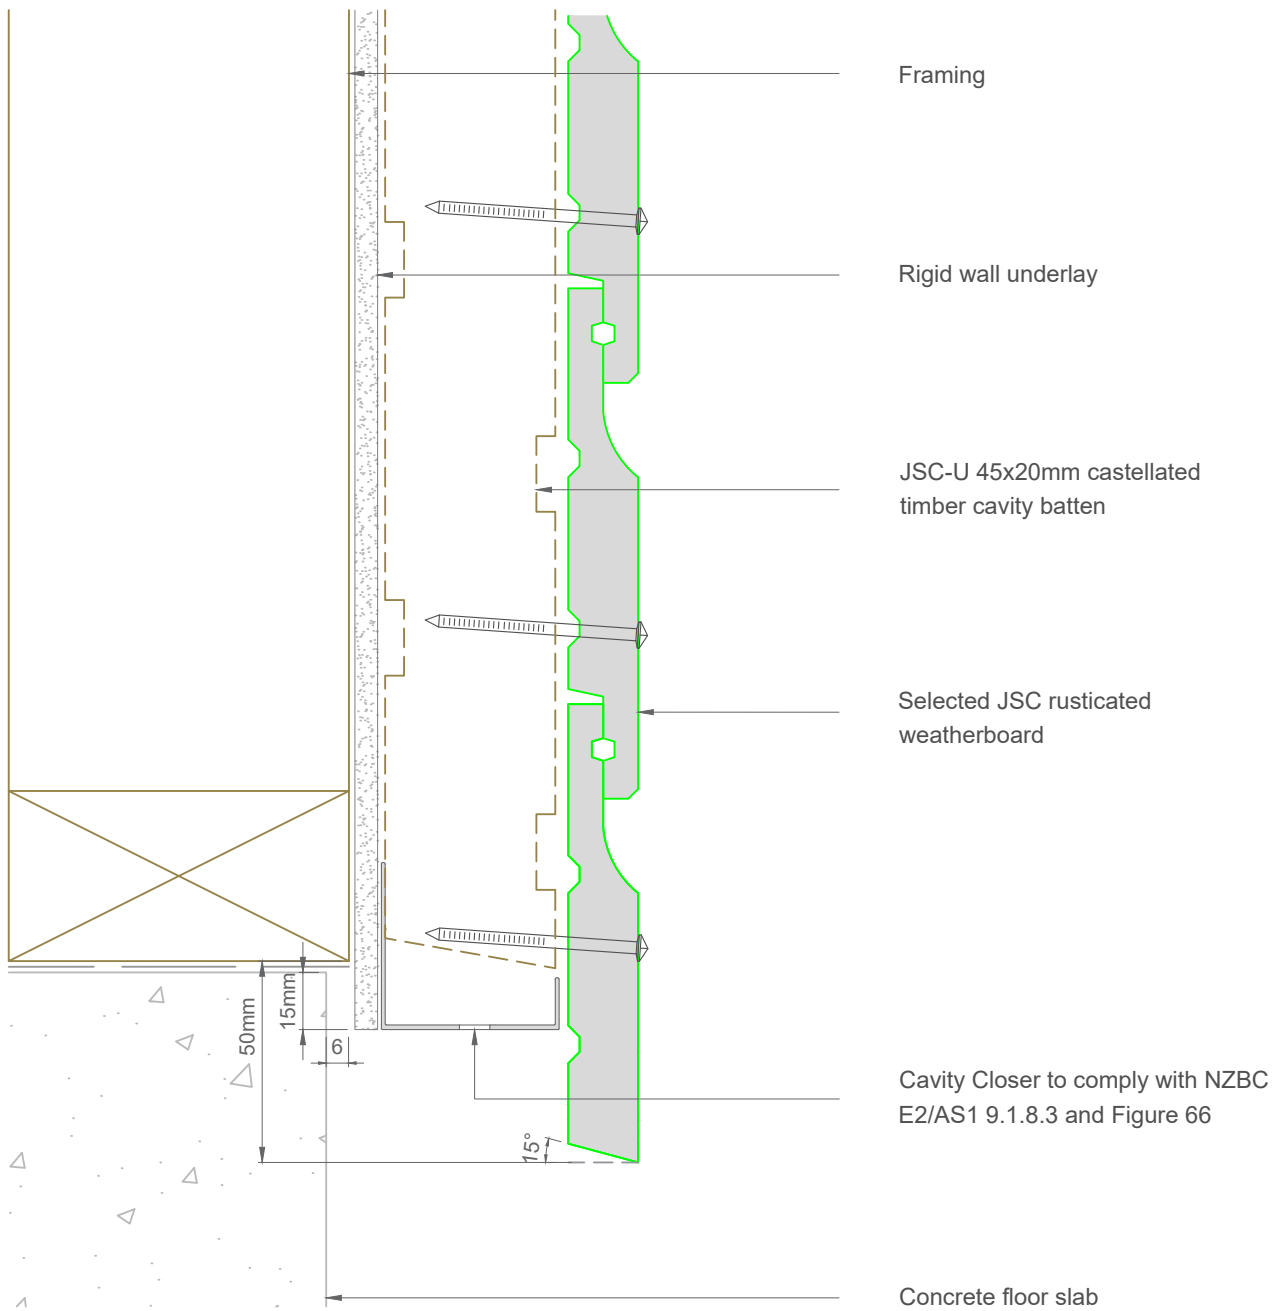 Framing
Rigid wall underlay
JSC-U 45x20mm castellated
timber cavity batten
Selected JSC rusticated
weatherboard
50mm
15mm
6
Cavity Closer to comply with NZBC
E2/AS1 9.1.8.3 and Figure 66
15°
Concrete floor slab